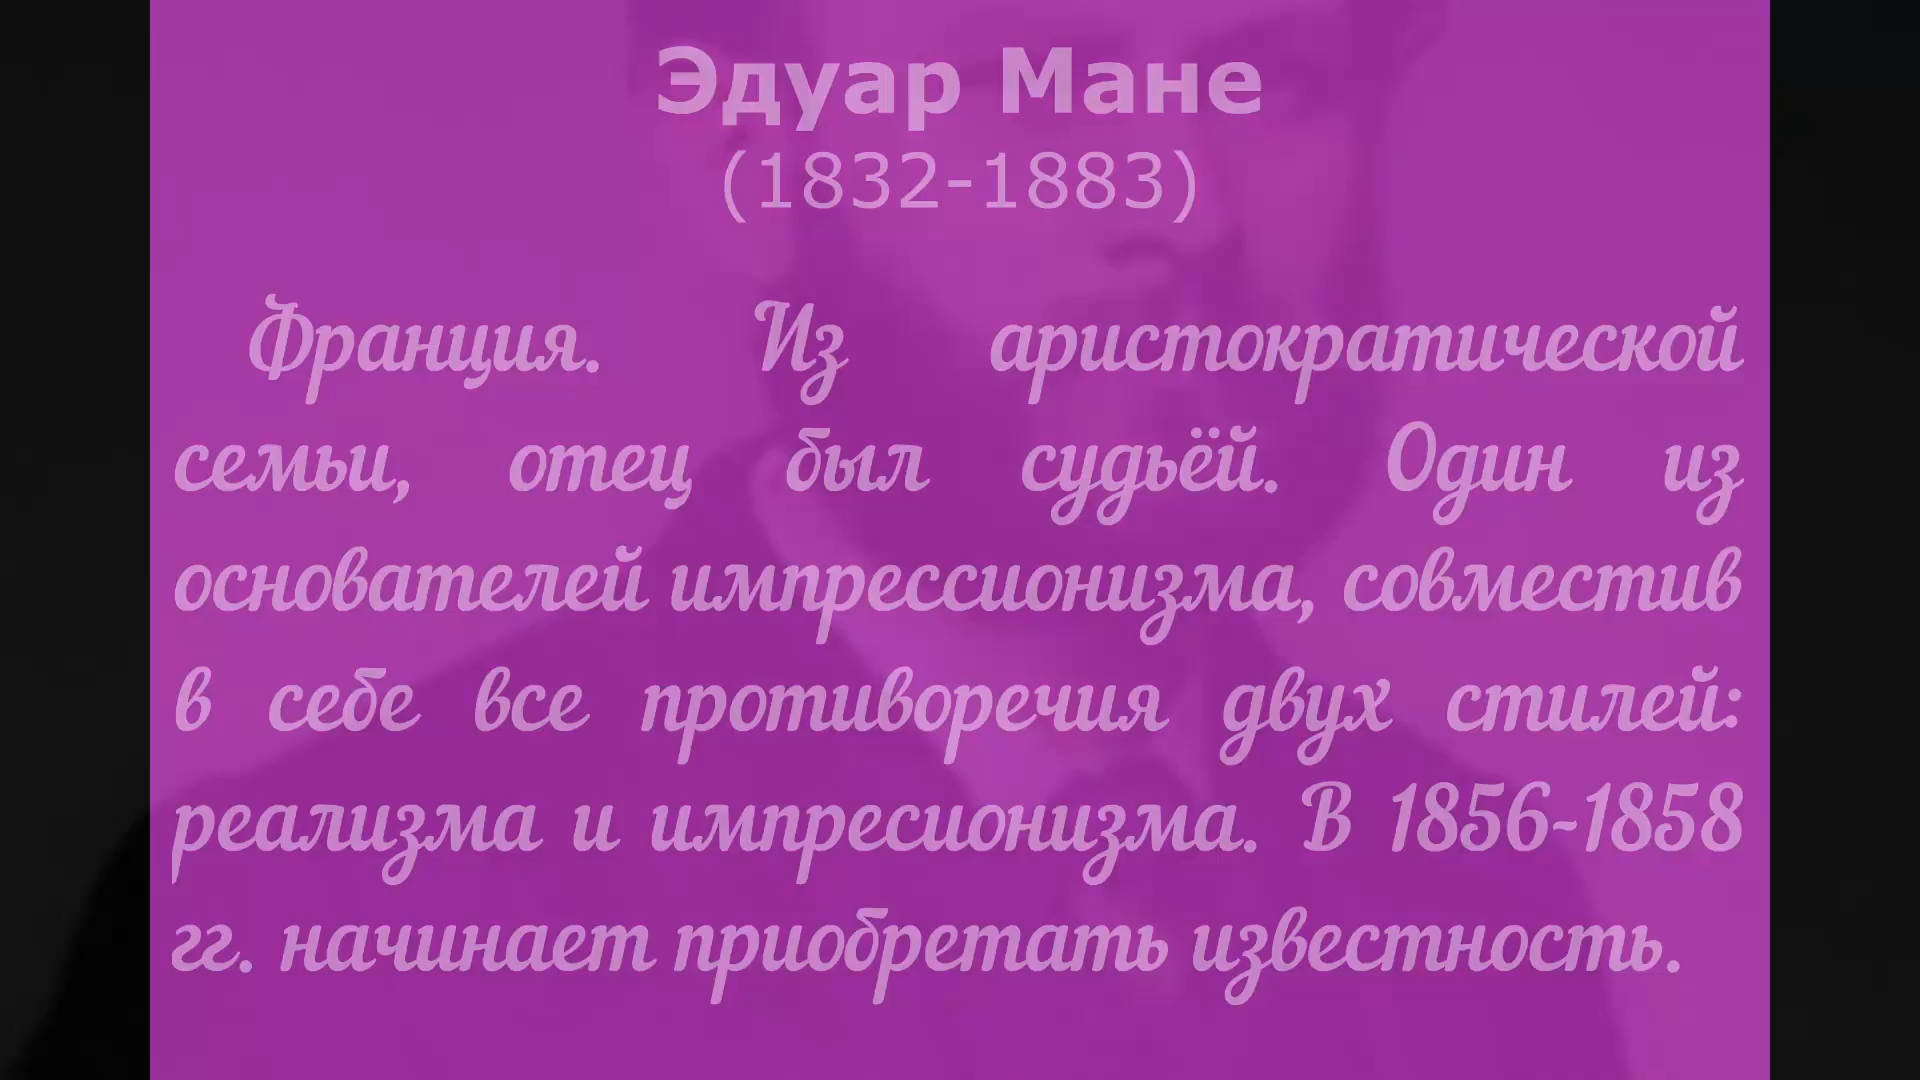 Эдуар Мане
(1832-1883)
Франция. Из аристократической
семьи, отец был судьёй. Один из
основателей импрессионизма, совместив
в себе все противоречия двух стилей:
реализма и импресионизма. В 1856-1858
гг. начинает приобретать известность.